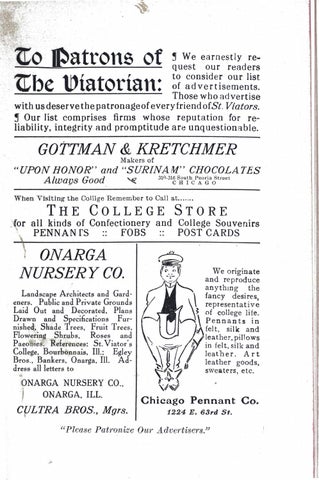 To Patrons of
The Viatorian:
¶ We earnestly re-
quest our readers
to consider our list
of advertisements.
Those who advertise
with us deserve the patronage of every friend of St. Viators.
¶ Our list comprises firms whose reputation for re-
liability, integrity and promptitude are unquestionable.
GOTTMAN & KRETCHMER
Makers of
"UPON HONOR" and "SURINAM" CHOCOLATES
Always Good
South Peoria Street
CHICAGO
When Visiting the College Remember to Call at.......
THE COLLEGE STORE
for all kinds of Confectionery and College Souvenirs
PENNANTS :: FOBS :: POST CARDS
ONARGA
NURSERY CO.
Landscape Architects and Gard-
eners. Public and Private Grounds
Laid Out and Decorated, Plans
Drawn and Specifications Fur-
nished, Shade Trees, Fruit Trees,
Flowering Shrubs, Roses and
Paeonies. References: St. Viator's
College, Bourbonnais, Ill.; Egley
Bros., Bankers, Onarga, Ill. Ad-
dress all letters to
ONARGA NURSERY CO.,
ONARGA, ILL.
CULTRA BROS., Mgrs.
We originate
and reproduce
anything the
fancy desires,
representative
of college life.
Pennants in
felt, silk and
leather, pillows
in felt, silk and
leather. Art
leather goods,
sweaters, etc.
Chicago Pennant Co.
1224 E. 63rd St.
"Please Patronize Our Advertisers."